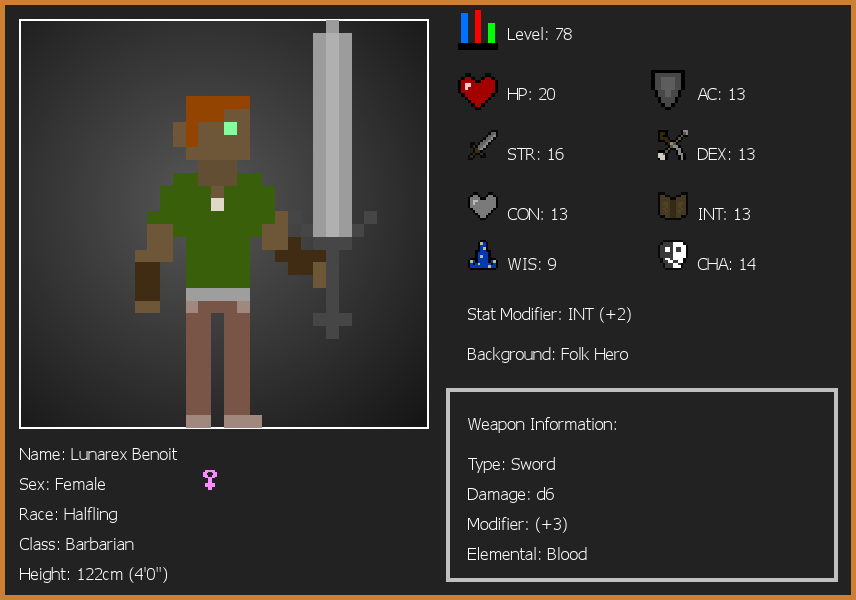 Level: 78
HP: 20
AC: 13
STR: 16
DEX: 13
CON: 13
INT: 13
WIS: 9
CHA: 14
Stat Modifier: INT (+2)
Background: Folk Hero
Weapon Information:
Type: Sword
Damage: d6
Modifier: (+3)
Elemental: Blood
Name: Lunarex Benoit
Sex: Female
Race: Halfling
Class: Barbarian
Height: 122cm (4'0")